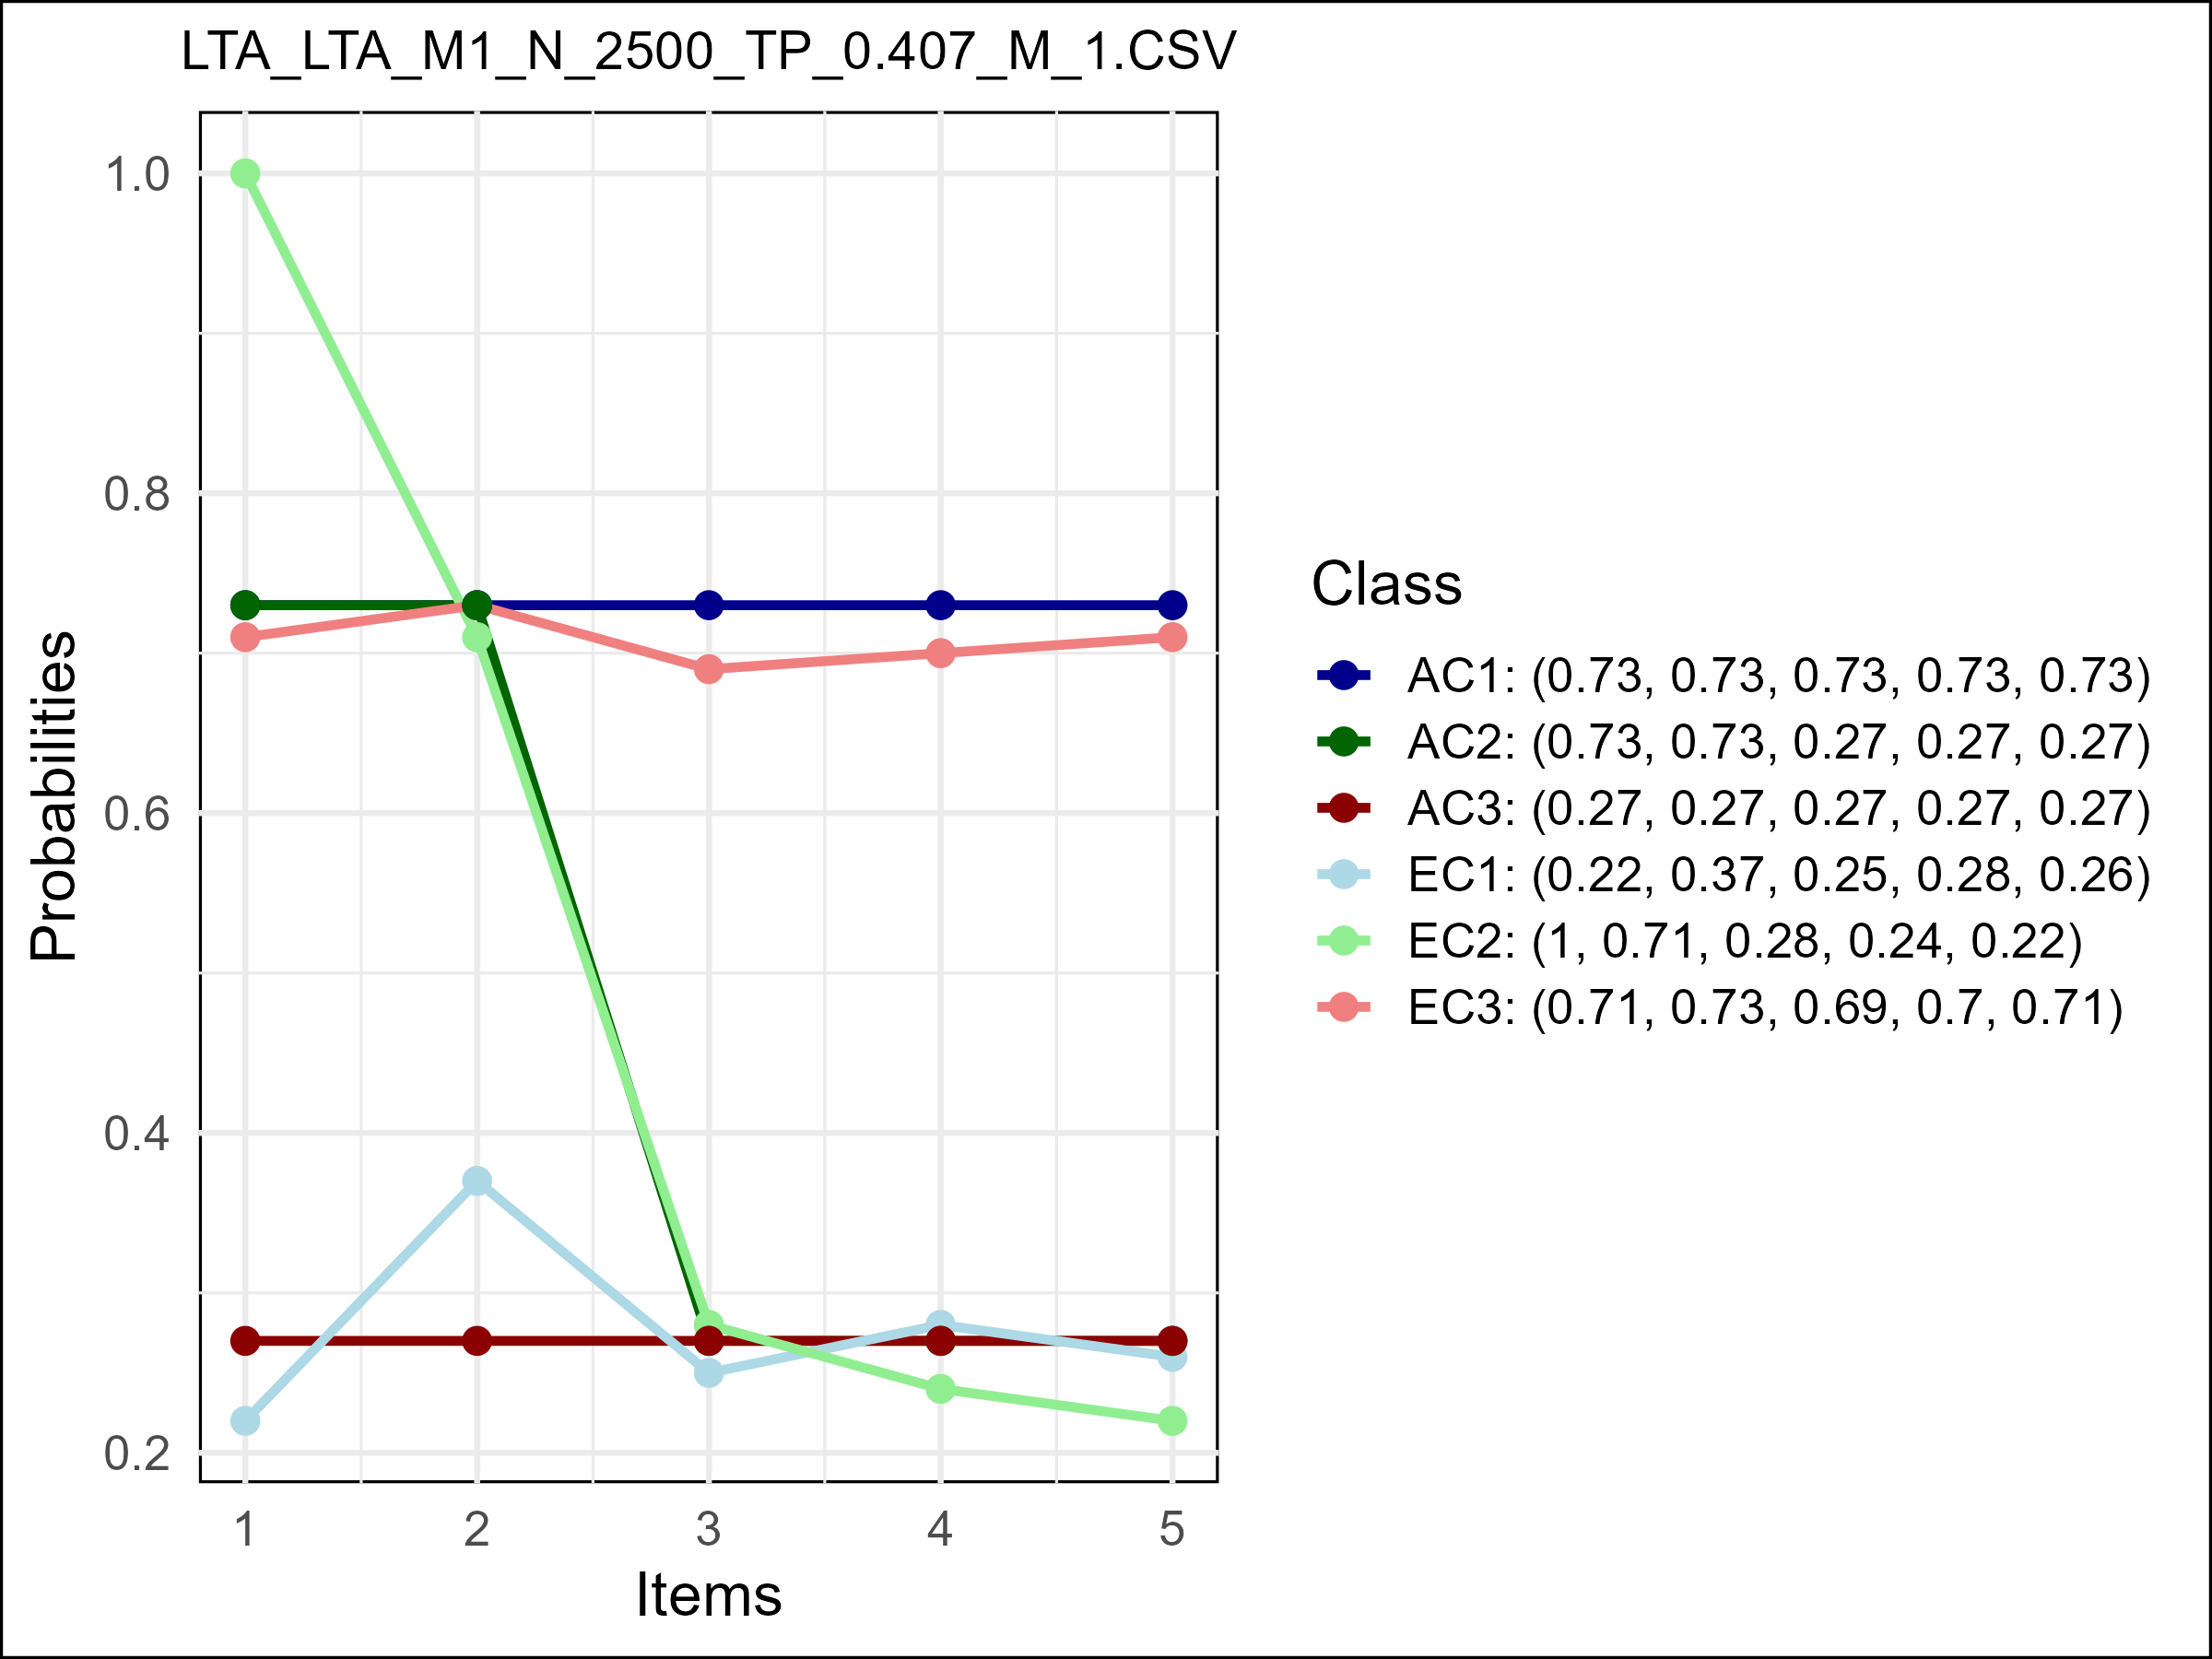 LTA_LTA_M1_N_2500_TP_0.407_M_1.CSV
1.0
0.8
0.6
0.4
0.2
Probabilities
1 2 3 4 5
Items
Class
AC1: (0.73, 0.73, 0.73, 0.73, 0.73)
AC2: (0.73, 0.73, 0.27, 0.27, 0.27)
AC3: (0.27, 0.27, 0.27, 0.27, 0.27)
EC1: (0.22, 0.37, 0.25, 0.28, 0.26)
EC2: (1, 0.71, 0.28, 0.24, 0.22)
EC3: (0.71, 0.73, 0.69, 0.7, 0.71)